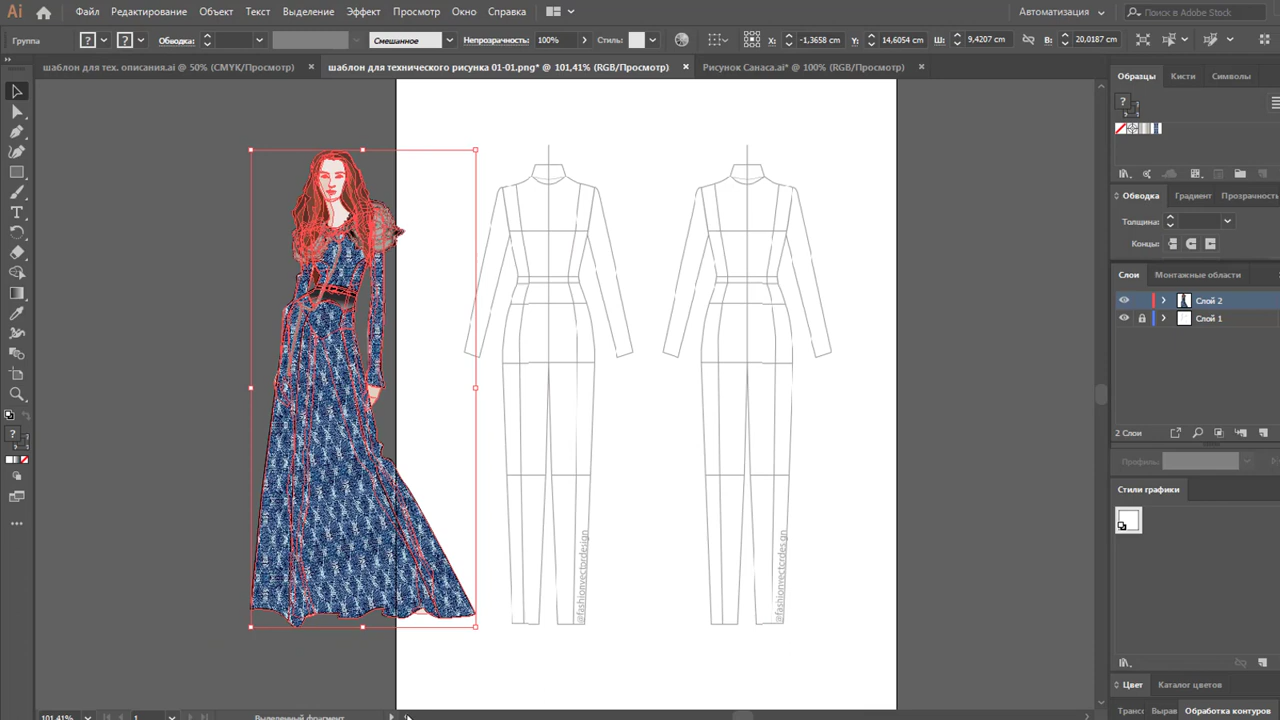 Ai Файл Редактирование Объект Текст Выделение Эффект Просмотр Окно Справка Автоматизация Поиск в Adobe Stock
Группа ? ? Обводка: Смешанное Непрозрачность: 100% Стиль: X: -1,3658 cm Y: 14,6054 cm Ш: 9,4207 cm В: 20,0187 cm
шаблон для тех. описания.ai @ 50% (CMYK/Просмотр) шаблон для технического рисунка 01-01.png* @ 101,41% (RGB/Просмотр) Рисунок Санаса.ai* @ 100% (RGB/Просмотр)
Образцы Кисти Символы
Обводка Градиент Прозрачность
Толщина:
Концы:
Слои Монтажные области
Слой 2
Слой 1
2 Слои
Профиль:
Стили графики
@fashionvectordesign
@fashionvectordesign
Цвет Каталог цветов
Трансс Вырав Обработка контуров
101,41% 1 Выделенный фрагмент